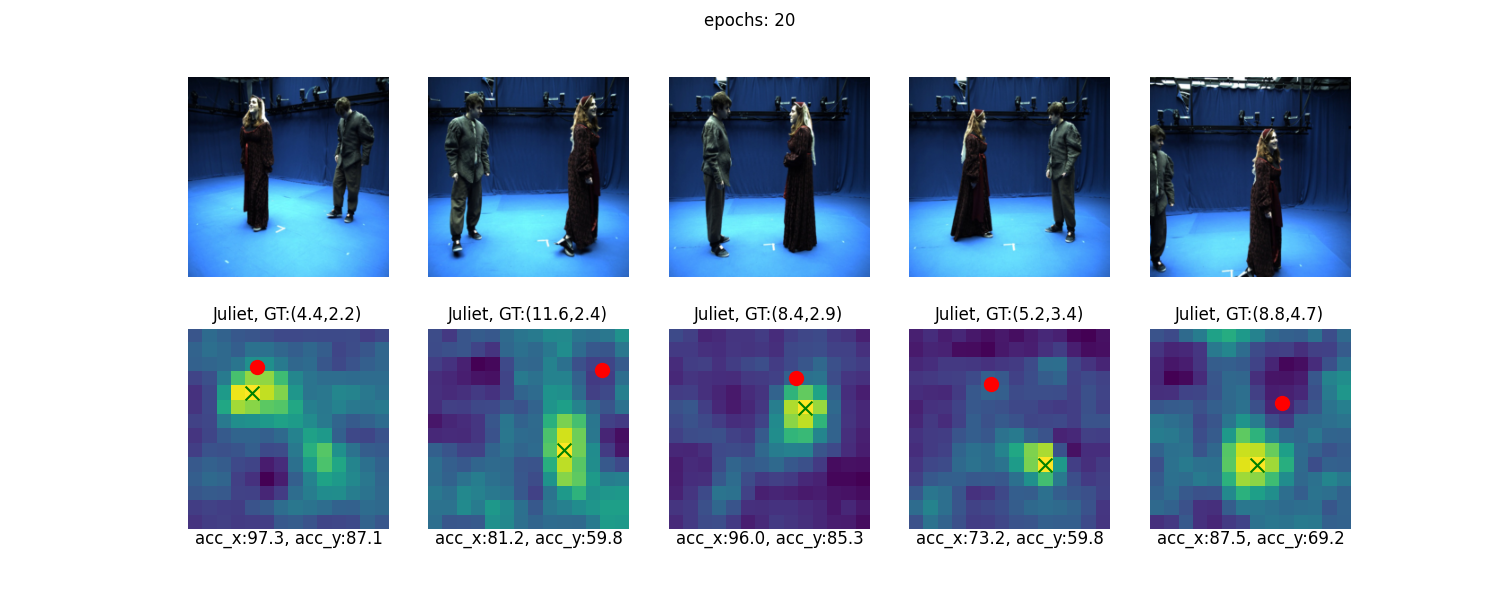 epochs: 20
Juliet, GT:(4.4,2.2)
Juliet, GT:(11.6,2.4)
Juliet, GT:(8.4,2.9)
Juliet, GT:(5.2,3.4)
Juliet, GT:(8.8,4.7)
acc_x:97.3, acc_y:87.1
acc_x:81.2, acc_y:59.8
acc_x:96.0, acc_y:85.3
acc_x:73.2, acc_y:59.8
acc_x:87.5, acc_y:69.2